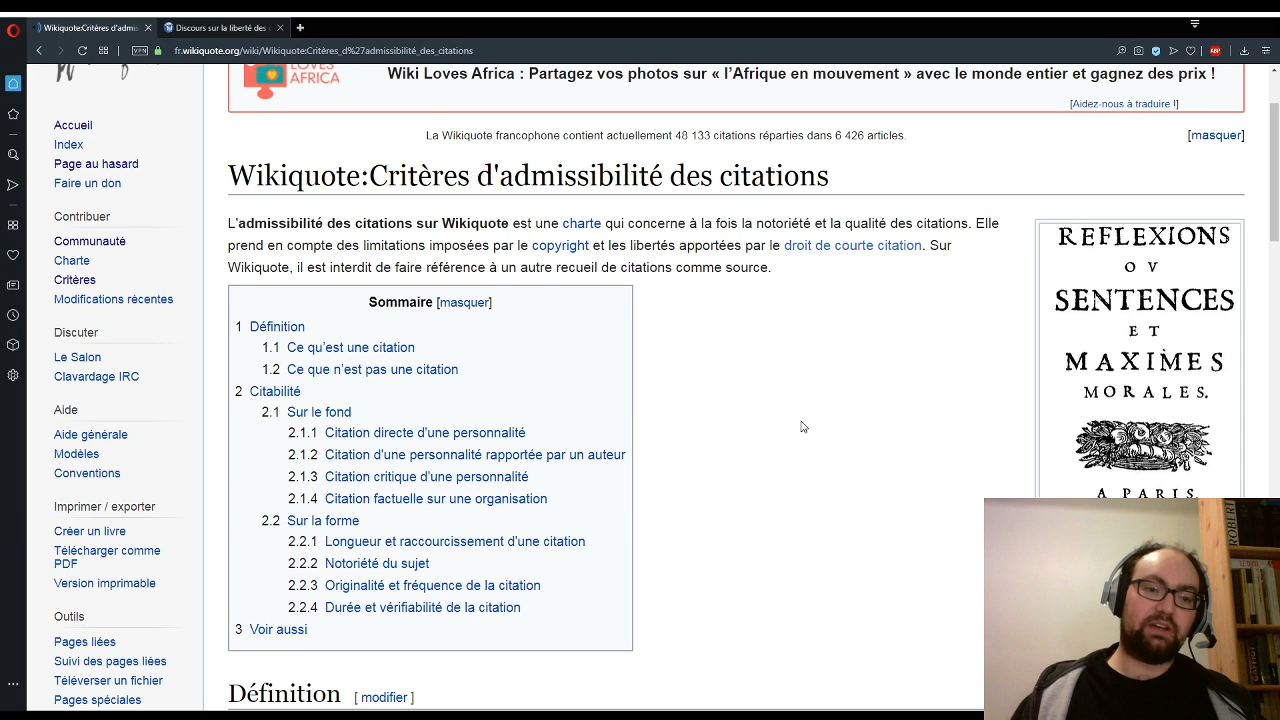 Wikiquote:Critères d'admis
Discours sur la liberté des
VPN
fr.wikiquote.org/wiki/Wikiquote:Critères_d%27admissibilité_des_citations
ABP
LOVES
AFRICA
Wiki Loves Africa : Partagez vos photos sur « l'Afrique en mouvement » avec le monde entier et gagnez des prix !
[Aidez-nous à traduire !]
La Wikiquote francophone contient actuellement 48 133 citations réparties dans 6 426 articles.
[masquer]
Accueil
Index
Page au hasard
Faire un don
Contribuer
Communauté
Charte
Critères
Modifications récentes
Discuter
Le Salon
Clavardage IRC
Aide
Aide générale
Modèles
Conventions
Imprimer / exporter
Créer un livre
Télécharger comme
PDF
Version imprimable
Outils
Pages liées
Suivi des pages liées
Téléverser un fichier
Pages spéciales
Wikiquote:Critères d'admissibilité des citations
L'admissibilité des citations sur Wikiquote est une charte qui concerne à la fois la notoriété et la qualité des citations. Elle
prend en compte des limitations imposées par le copyright et les libertés apportées par le droit de courte citation. Sur
Wikiquote, il est interdit de faire référence à un autre recueil de citations comme source.
Sommaire [masquer]
1 Définition
1.1 Ce qu'est une citation
1.2 Ce que n'est pas une citation
2 Citabilité
2.1 Sur le fond
2.1.1 Citation directe d'une personnalité
2.1.2 Citation d'une personnalité rapportée par un auteur
2.1.3 Citation critique d'une personnalité
2.1.4 Citation factuelle sur une organisation
2.2 Sur la forme
2.2.1 Longueur et raccourcissement d'une citation
2.2.2 Notoriété du sujet
2.2.3 Originalité et fréquence de la citation
2.2.4 Durée et vérifiabilité de la citation
3 Voir aussi
Définition [ modifier ]
REFLEXIONS
OV
SENTENCES
ET
MAXIMES
MORALES.
A PARIS.
ROBERT